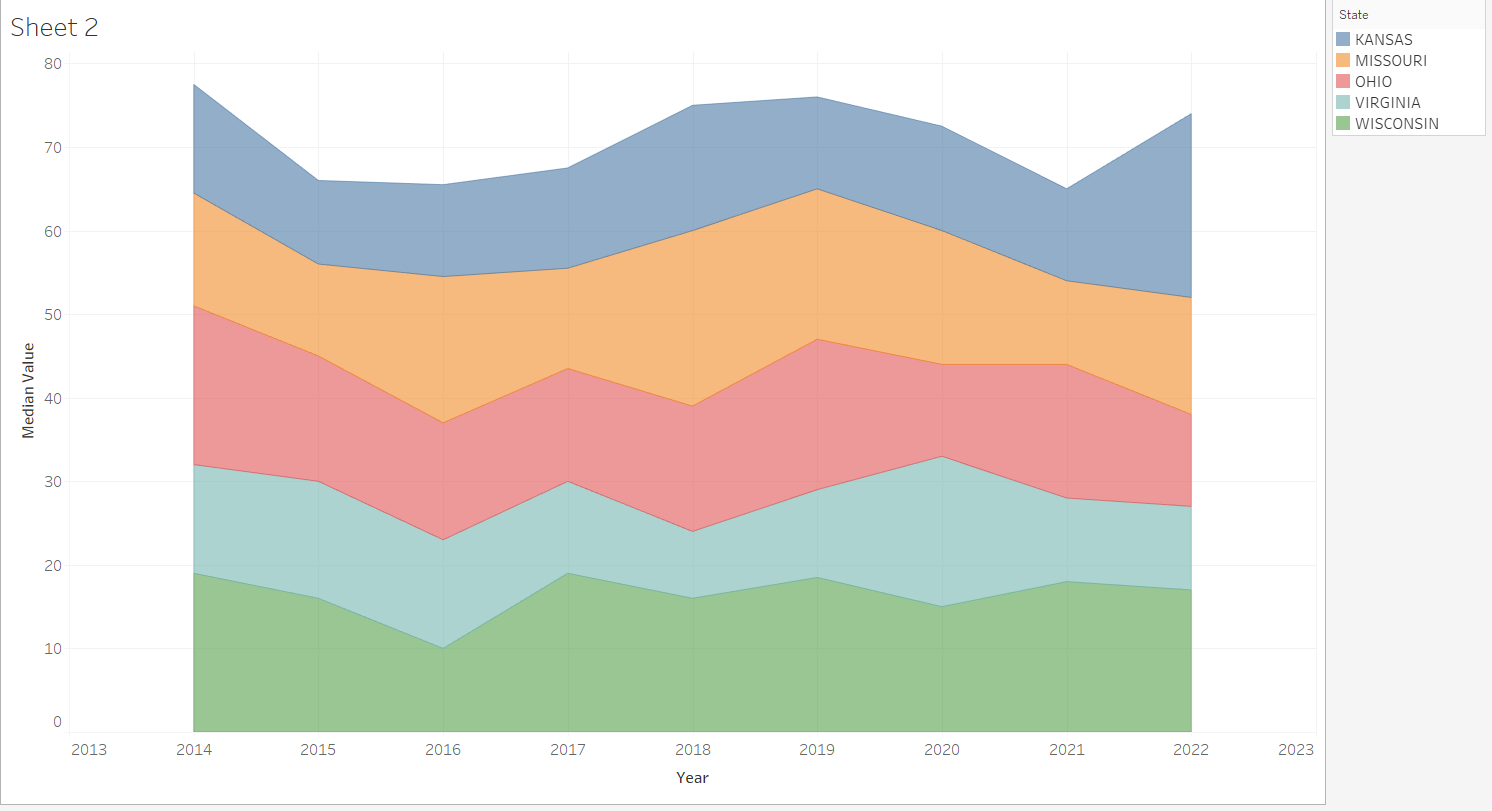 Sheet 2
State
KANSAS
MISSOURI
OHIO
VIRGINIA
WISCONSIN
80
70
60
50
40
30
20
10
0
Median Value
2013 2014 2015 2016 2017 2018 2019 2020 2021 2022 2023
Year